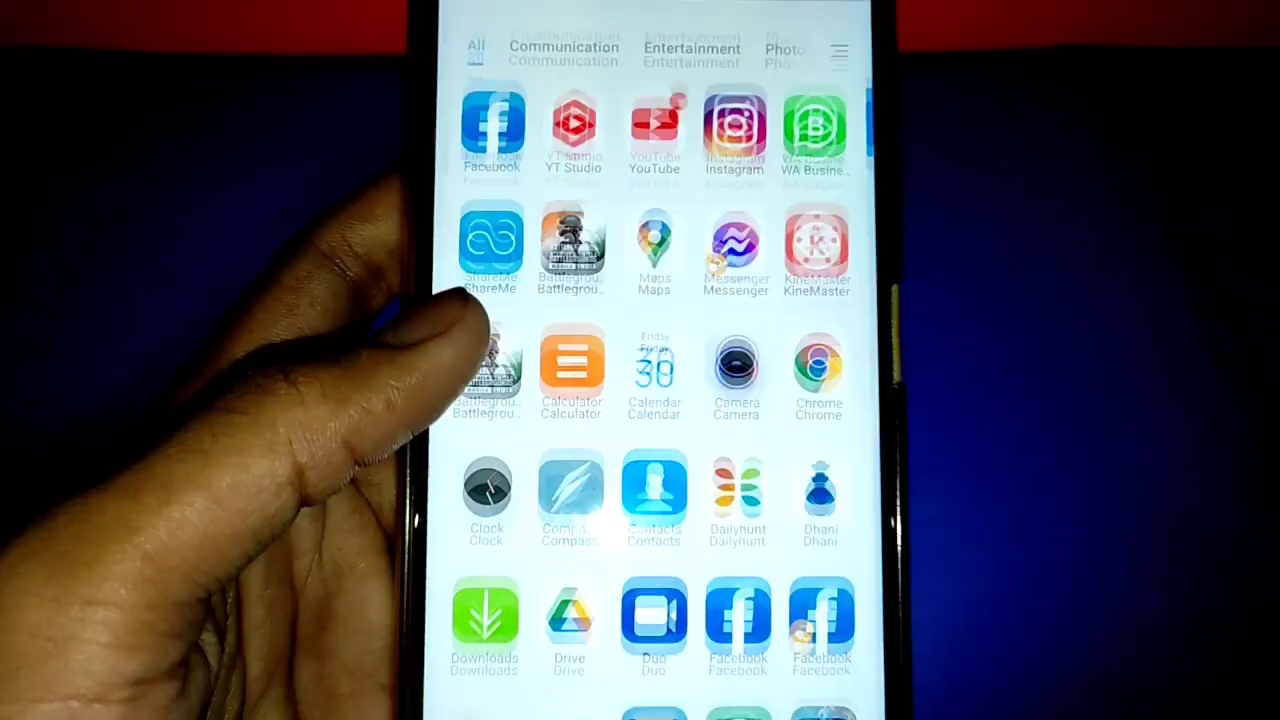 All Communication Entertainment Photo
Facebook YT Studio YouTube Instagram WA Busine..
ShareMe Battlegrou.. Maps Messenger KineMaster
Friday
30
Battlegrou.. Calculator Calendar Camera Chrome
Clock Compass Contacts Dailyhunt Dhani
Downloads Drive Duo Facebook Facebook